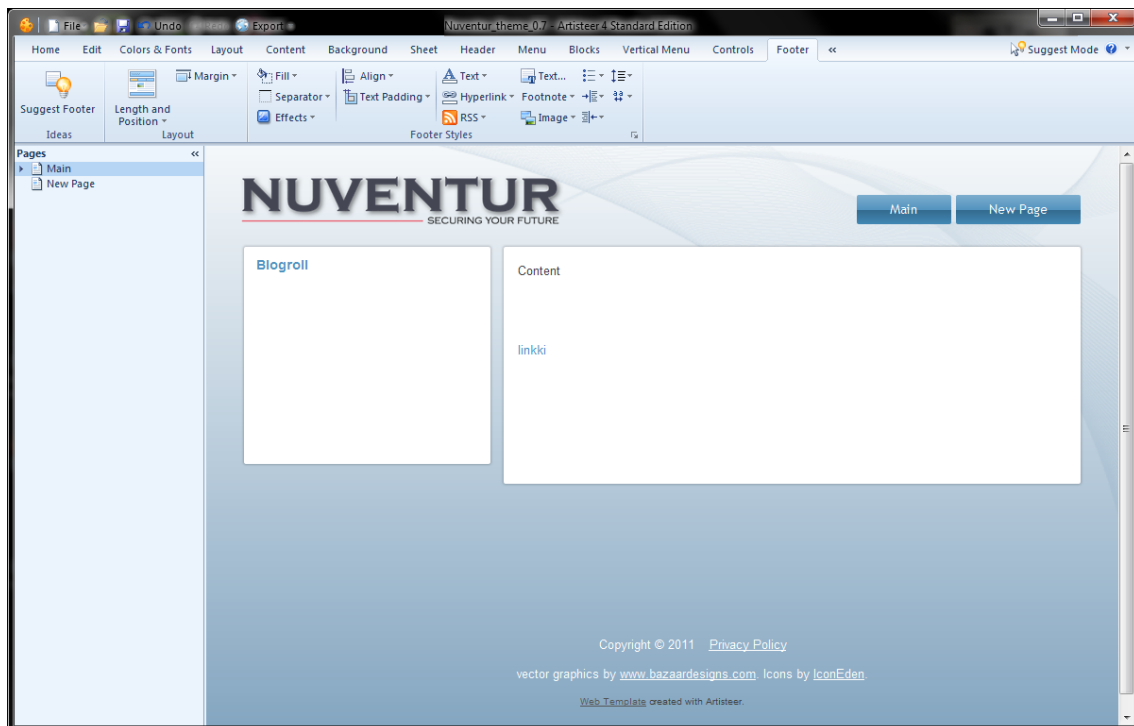 File Undo Export Nuventur_theme_0.7 - Artisteer 4 Standard Edition
Home Edit Colors & Fonts Layout Content Background Sheet Header Menu Blocks Vertical Menu Controls Footer « Suggest Mode
Margin Fill Align Text Text...
Separator Text Padding Hyperlink Footnote
Suggest Footer Length and Position Effects RSS Image
Ideas Layout Footer Styles
Pages «
Main
New Page
NUVENTUR
SECURING YOUR FUTURE
Main New Page
Blogroll
Content
linkki
Copyright © 2011 Privacy Policy
vector graphics by www.bazaardesigns.com. Icons by IconEden.
Web Template created with Artisteer.